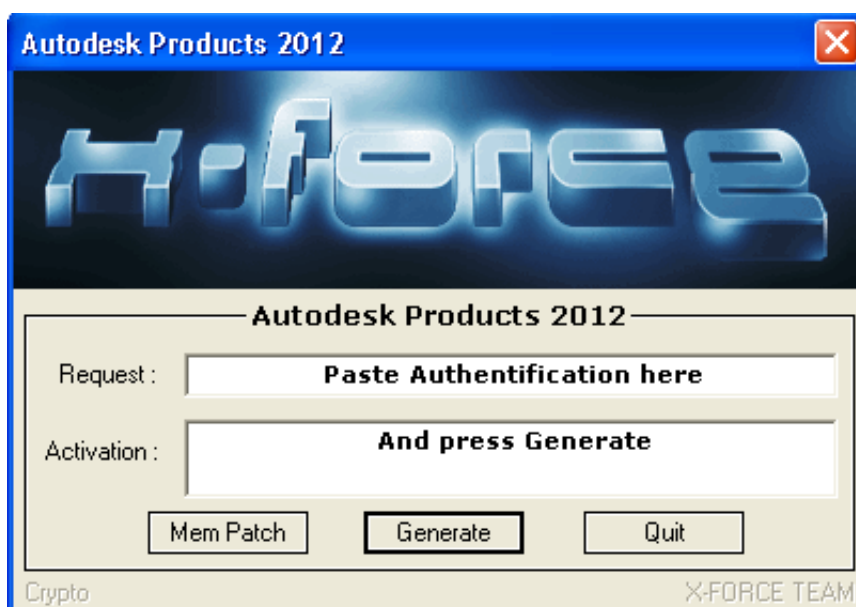 Autodesk Products 2012
x-force
Autodesk Products 2012
Request :
Paste Authentification here
Activation :
And press Generate
Mem Patch
Generate
Quit
Crypto
X-FORCE TEAM